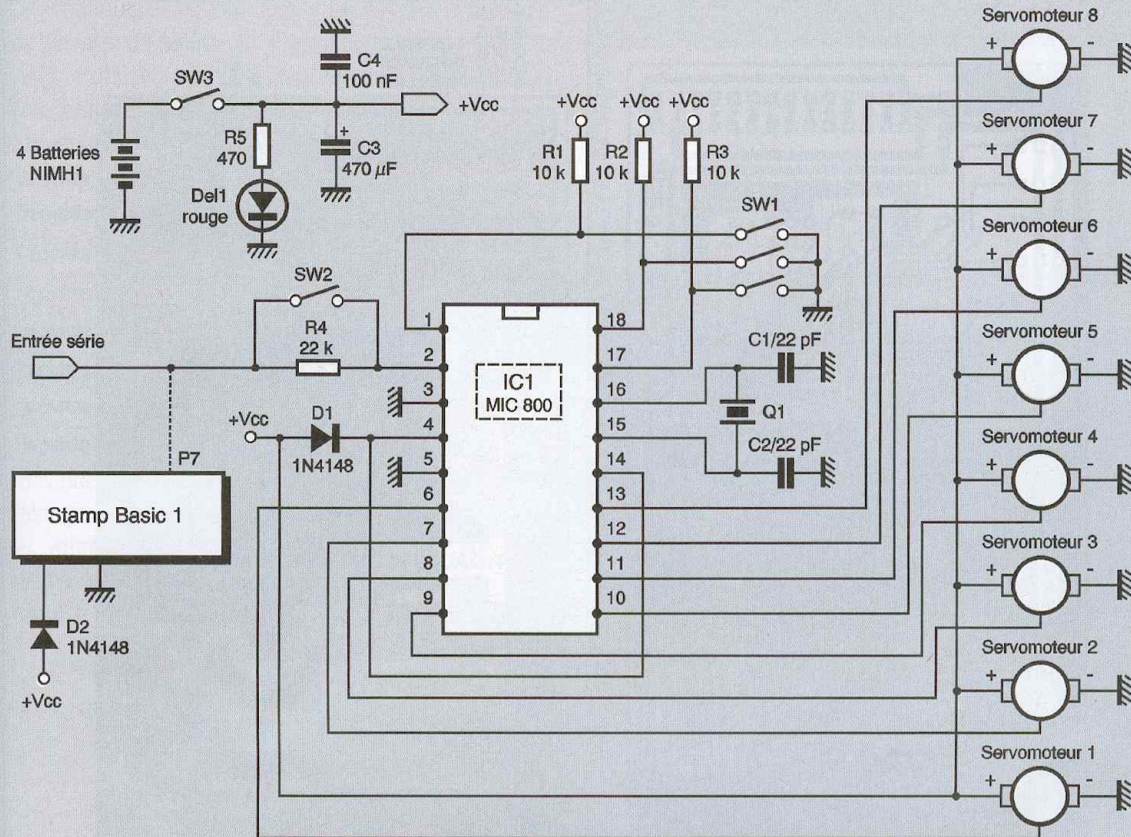 Servomoteur 8
+ -
C4
100 nF
SW3
+Vcc
+Vcc +Vcc +Vcc
Servomoteur 7
+ -
R5
470
+
C3
470 µF
4 Batteries
NIMH1
R1
10 k
R2
10 k
R3
10 k
Del1
rouge
SW1
Servomoteur 6
+ -
SW2
R4
22 k
Entrée série
C1/22 pF
Servomoteur 5
+ -
IC1
MIC 800
1
2
3
4
5
6
7
8
9
18
17
16
15
14
13
12
11
10
Q1
C2/22 pF
+Vcc
D1
1N4148
Servomoteur 4
+ -
P7
Stamp Basic 1
Servomoteur 3
+ -
D2
1N4148
+Vcc
Servomoteur 2
+ -
Servomoteur 1
+ -